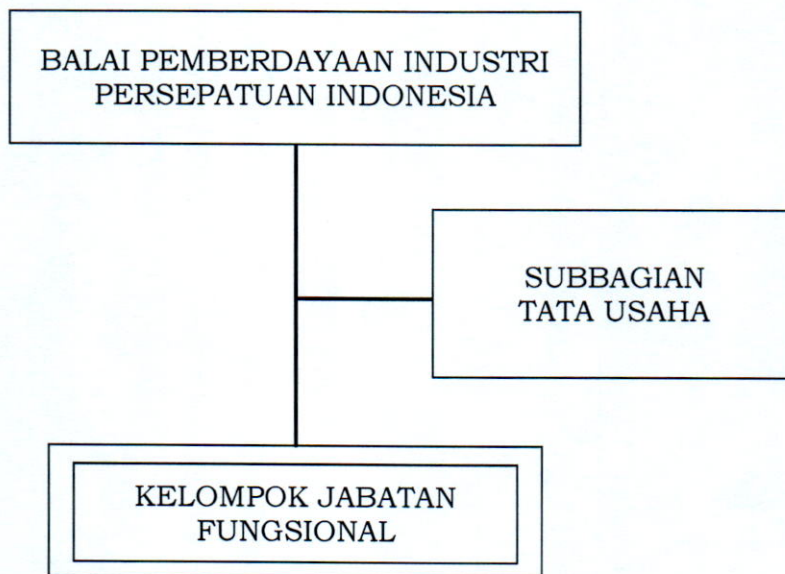 BALAI PEMBERDAYAAN INDUSTRI
PERSEPATUAN INDONESIA
SUBBAGIAN
TATA USAHA
KELOMPOK JABATAN
FUNGSIONAL